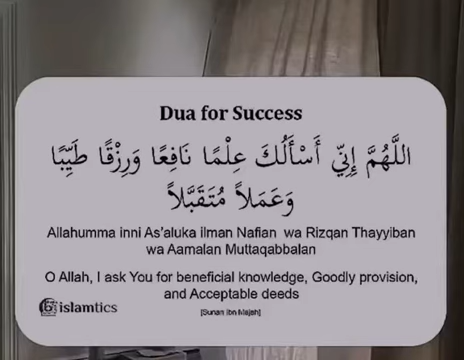 Dua for Success
اللَّهُمَّ إِنِّي أَسْأَلُكَ عِلْمًا نَافِعًا وَرِزْقًا طَيِّبًا
وَعَمَلاً مُتَقَبَّلاً
Allahumma inni As'aluka ilman Nafian wa Rizqan Thayyiban
wa Aamalan Muttaqabbalan
O Allah, I ask You for beneficial knowledge, Goodly provision,
and Acceptable deeds
islamtics
[Sunan Ibn Majah]